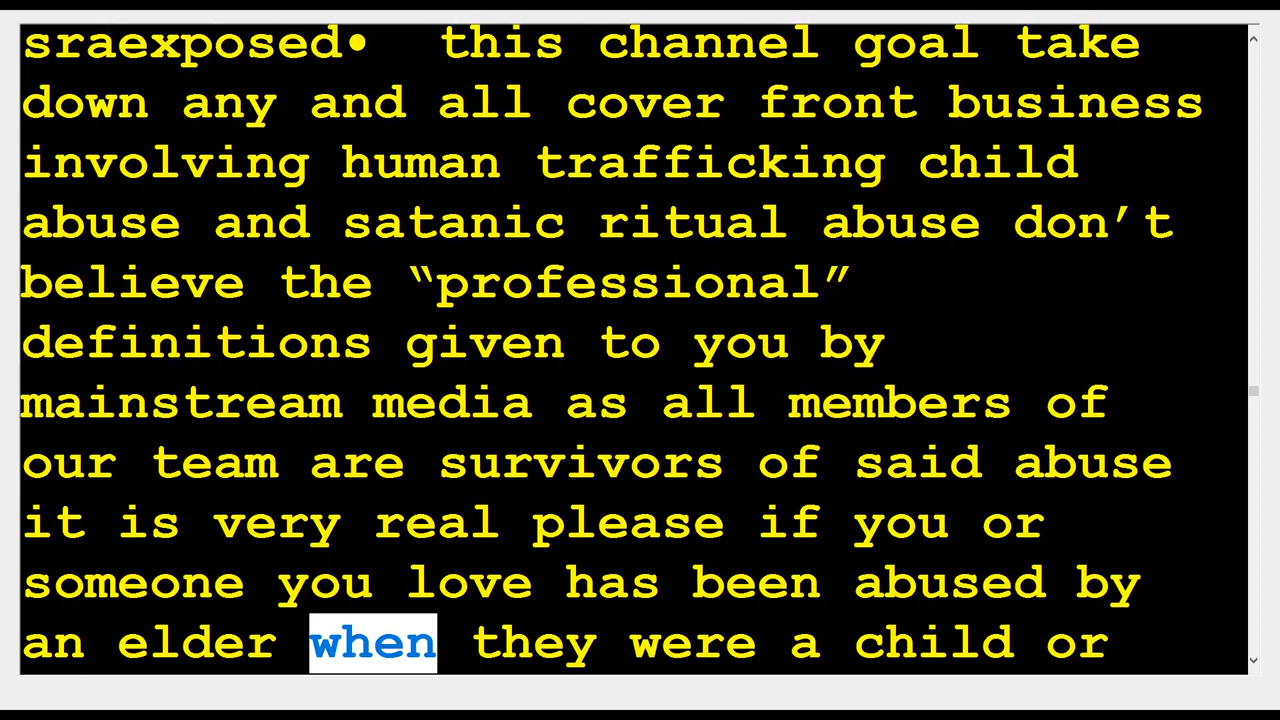 sraexposed•  this channel goal take
down any and all cover front business
involving human trafficking child
abuse and satanic ritual abuse don’t
believe the “professional”
definitions given to you by
mainstream media as all members of
our team are survivors of said abuse
it is very real please if you or
someone you love has been abused by
an elder when they were a child or